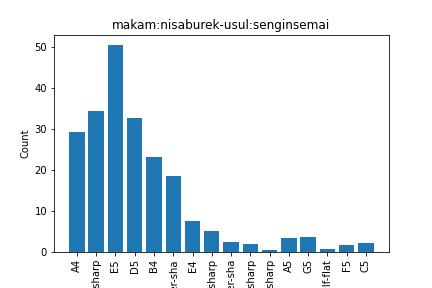 makam:nisaburek-usul:senginsemai
50
40
30
20
10
0
Count
A4
sharp
E5
D5
B4
er-sha
E4
sharp
er-sha
sharp
sharp
A5
G5
lf-flat
F5
C5